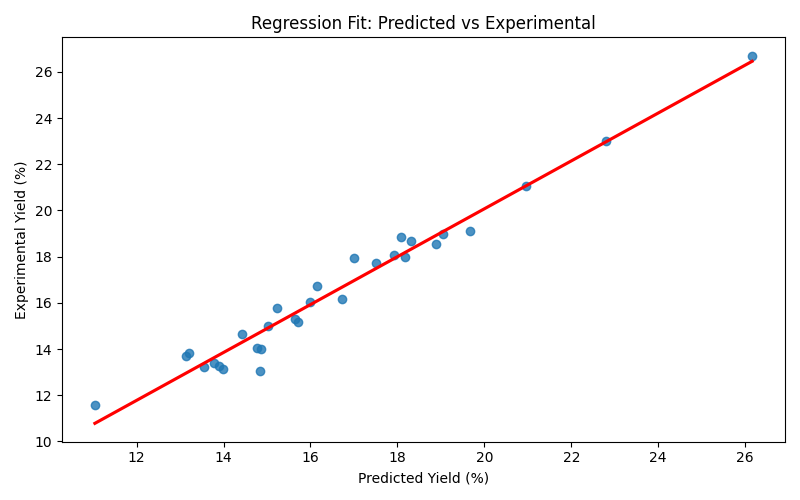 Regression Fit: Predicted vs Experimental
26
24
22
20
18
16
14
12
10
Experimental Yield (%)
12 14 16 18 20 22 24 26
Predicted Yield (%)